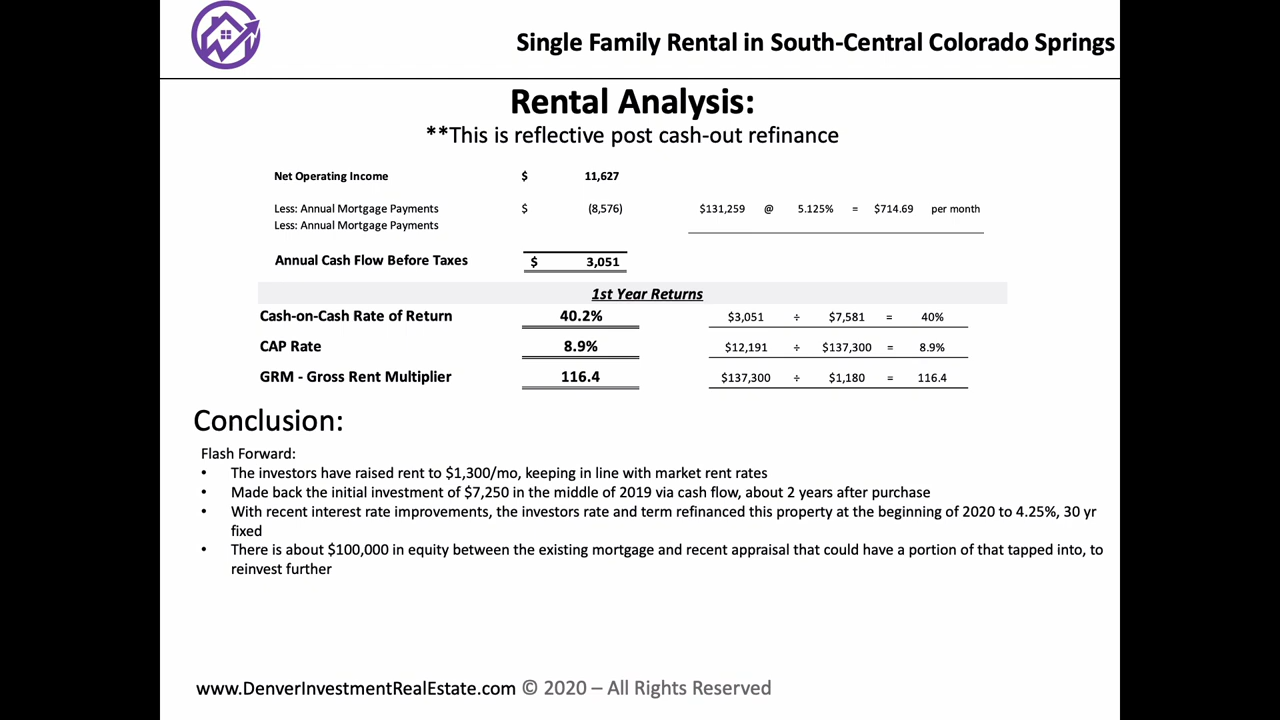 Single Family Rental in South-Central Colorado Springs
Rental Analysis:
**This is reflective post cash-out refinance
Net Operating Income $ 11,627
Less: Annual Mortgage Payments $ (8,576) $131,259 @ 5.125% = $714.69 per month
Less: Annual Mortgage Payments
Annual Cash Flow Before Taxes $ 3,051
1st Year Returns
Cash-on-Cash Rate of Return 40.2% $3,051 ÷ $7,581 = 40%
CAP Rate 8.9% $12,191 ÷ $137,300 = 8.9%
GRM - Gross Rent Multiplier 116.4 $137,300 ÷ $1,180 = 116.4
Conclusion:
Flash Forward:
• The investors have raised rent to $1,300/mo, keeping in line with market rent rates
• Made back the initial investment of $7,250 in the middle of 2019 via cash flow, about 2 years after purchase
• With recent interest rate improvements, the investors rate and term refinanced this property at the beginning of 2020 to 4.25%, 30 yr
fixed
• There is about $100,000 in equity between the existing mortgage and recent appraisal that could have a portion of that tapped into, to
reinvest further
www.DenverInvestmentRealEstate.com © 2020 – All Rights Reserved